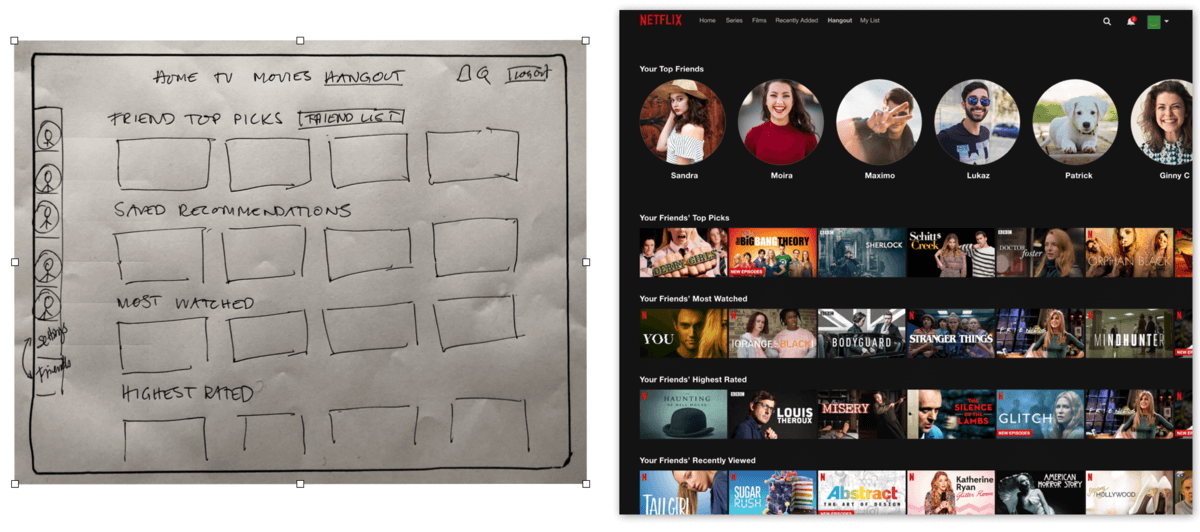 HOME TV MOVIES HANGOUT LOGOUT
FRIEND TOP PICKS FRIEND LIST
SAVED RECOMMENDATIONS
MOST WATCHED
settings
friends
HIGHEST RATED
NETFLIX Home Series Films Recently Added Hangout My List
Your Top Friends
Sandra Moira Maximo Lukaz Patrick Ginny C
Your Friends' Top Picks
DERRY GIRLS THE BIG BANG THEORY NEW EPISODES BBC SHERLOCK Schitt's Creek BBC DOCTOR foster N ORPHAN BLACK
Your Friends' Most Watched
N YOU N ORANGE BLACK BBC BODYGUARD N STRANGER THINGS N N MINDHUNTER N
Your Friends' Highest Rated
N THE HAUNTING OF HILL HOUSE BBC LOUIS THEROUX MISERY THE SILENCE OF THE LAMBS N GLITCH NEW EPISODES N N
Your Friends' Recently Viewed
N TALL GIRL N SUGAR RUSH N Abstract THE ART OF DESIGN NEW EPISODES N Katherine Ryan Glitter Room AMERICAN HORROR STORY N HOLLYWOOD N